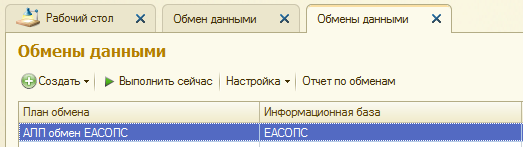 Рабочий стол Обмен данными Обмены данными
Обмены данными
Создать Выполнить сейчас Настройка Отчет по обменам
План обмена Информационная база
АЛП обмен ЕАСОПС ЕАСОПС